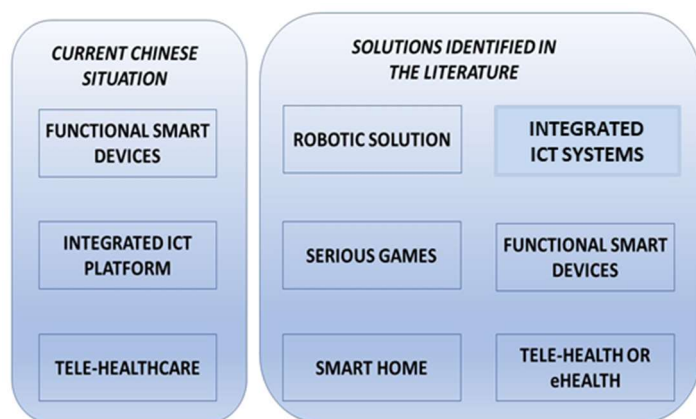 CURRENT CHINESE
SITUATION
FUNCTIONAL SMART
DEVICES
INTEGRATED ICT
PLATFORM
TELE-HEALTHCARE
SOLUTIONS IDENTIFIED IN
THE LITERATURE
ROBOTIC SOLUTION
INTEGRATED
ICT SYSTEMS
SERIOUS GAMES
FUNCTIONAL SMART
DEVICES
SMART HOME
TELE-HEALTH OR
eHEALTH